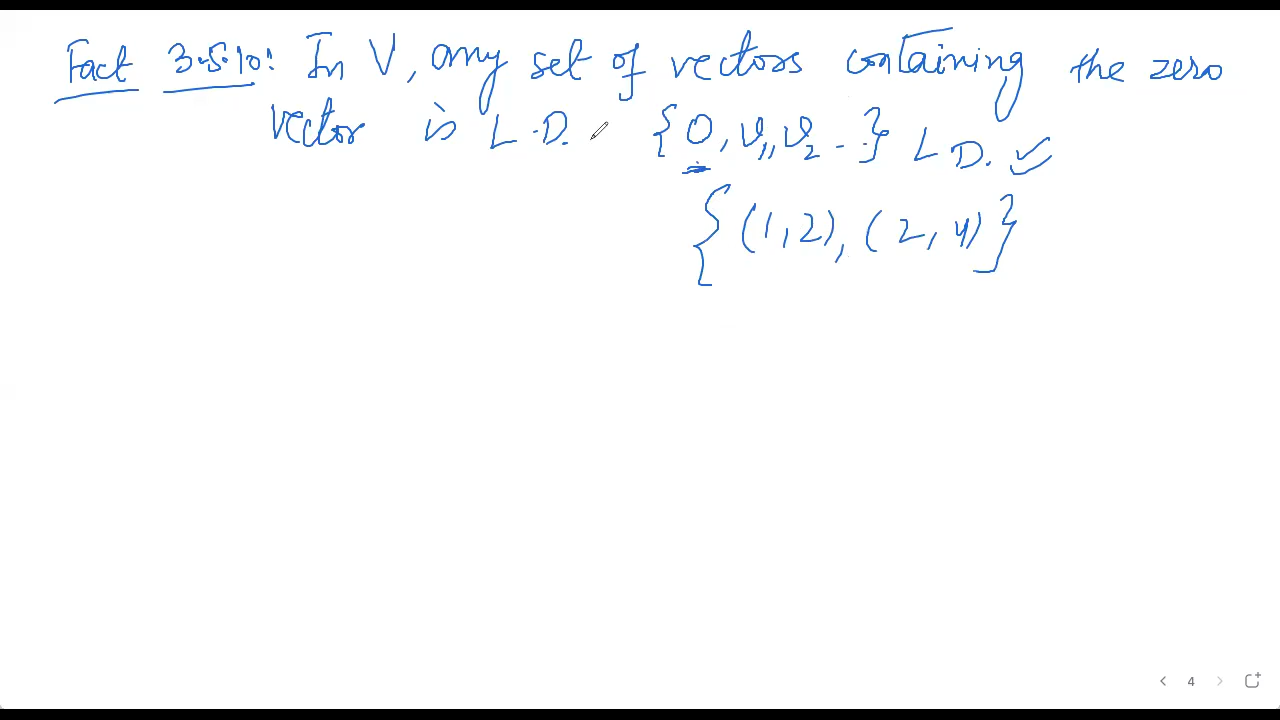 Fact 3.5.10: In V, any set of vectors containing the zero
vector is L.D. {0, v1, v2 - .} L D. ✓
{(1,2), (2,4)}
4